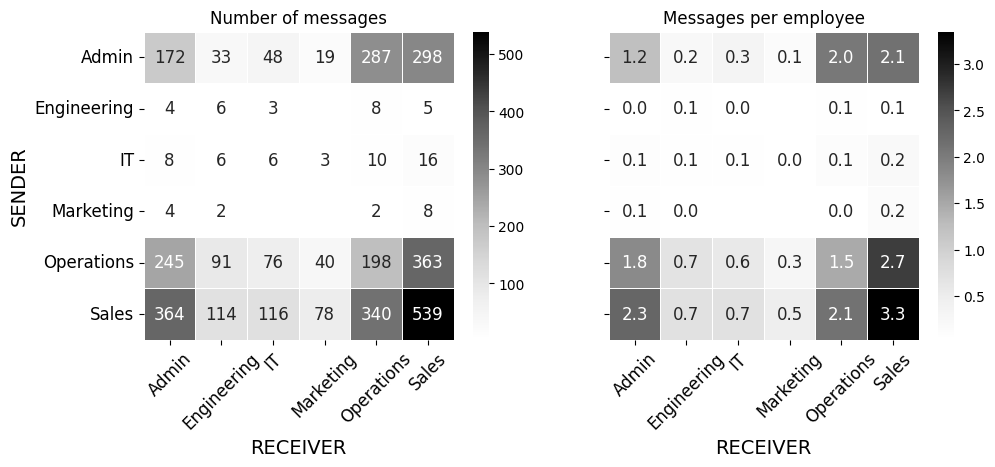 Number of messages
Messages per employee
SENDER
Admin 172 33 48 19 287 298
Engineering 4 6 3 8 5
IT 8 6 6 3 10 16
Marketing 4 2 2 8
Operations 245 91 76 40 198 363
Sales 364 114 116 78 340 539
Admin Engineering IT Marketing Operations Sales
RECEIVER
500
400
300
200
100
1.2 0.2 0.3 0.1 2.0 2.1
0.0 0.1 0.0 0.1 0.1
0.1 0.1 0.1 0.0 0.1 0.2
0.1 0.0 0.0 0.2
1.8 0.7 0.6 0.3 1.5 2.7
2.3 0.7 0.7 0.5 2.1 3.3
Admin Engineering IT Marketing Operations Sales
RECEIVER
3.0
2.5
2.0
1.5
1.0
0.5